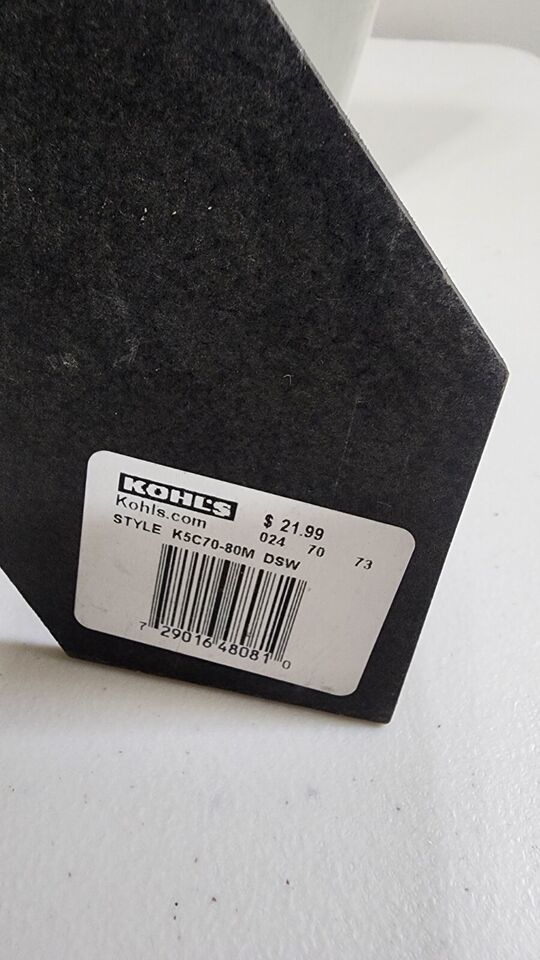 KOHL'S
Kohls.com
$ 21.99
024 70 73
STYLE K5C70-80M DSW
7 29016 48081 0